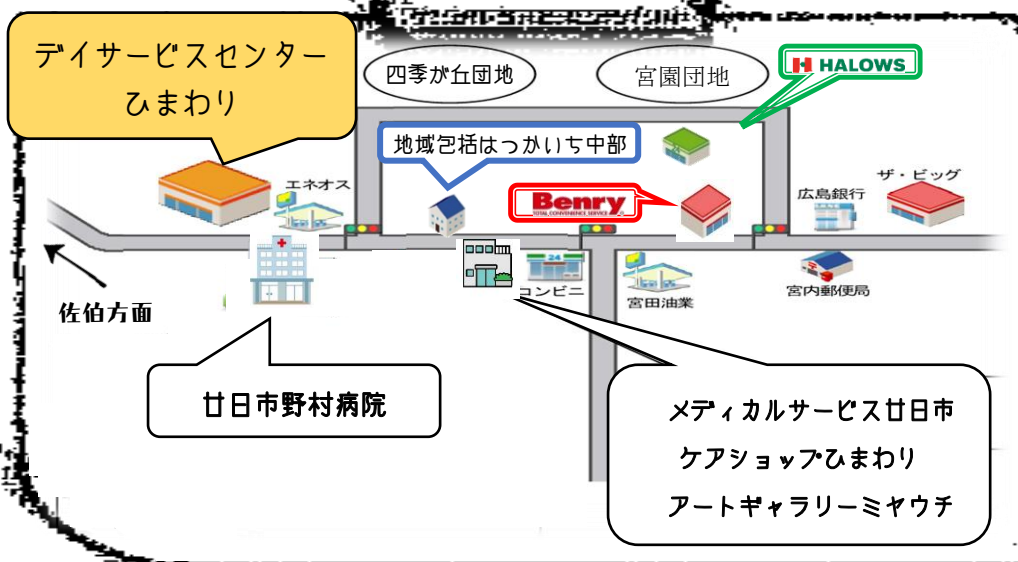 デイサービスセンター
ひまわり
四季が丘団地
宮園団地
HALOWS
地域包括はつかいち中部
エネオス
Benry
TOTAL CONVENIENCE SERVICE
広島銀行
ザ・ビッグ
佐伯方面
24
コンビニ
宮田油業
宮内郵便局
廿日市野村病院
メディカルサービス廿日市
ケアショップひまわり
アートギャラリーミヤウチ